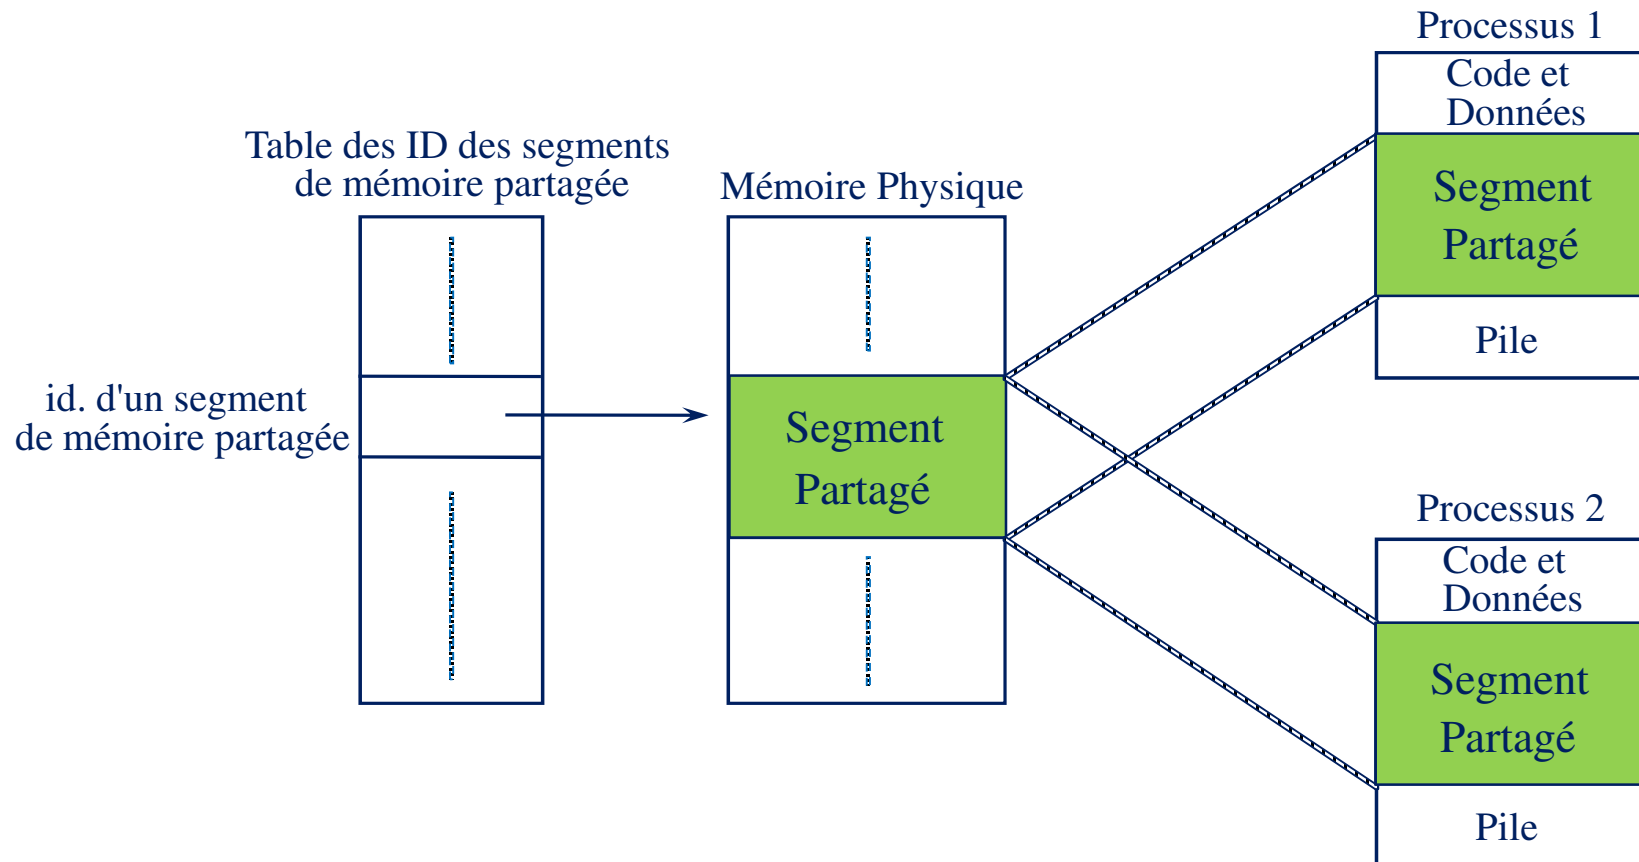 Table des ID des segments
de mémoire partagée
id. d'un segment
de mémoire partagée
Mémoire Physique
Segment
Partagé
Processus 1
Code et
Données
Segment
Partagé
Pile
Processus 2
Code et
Données
Segment
Partagé
Pile